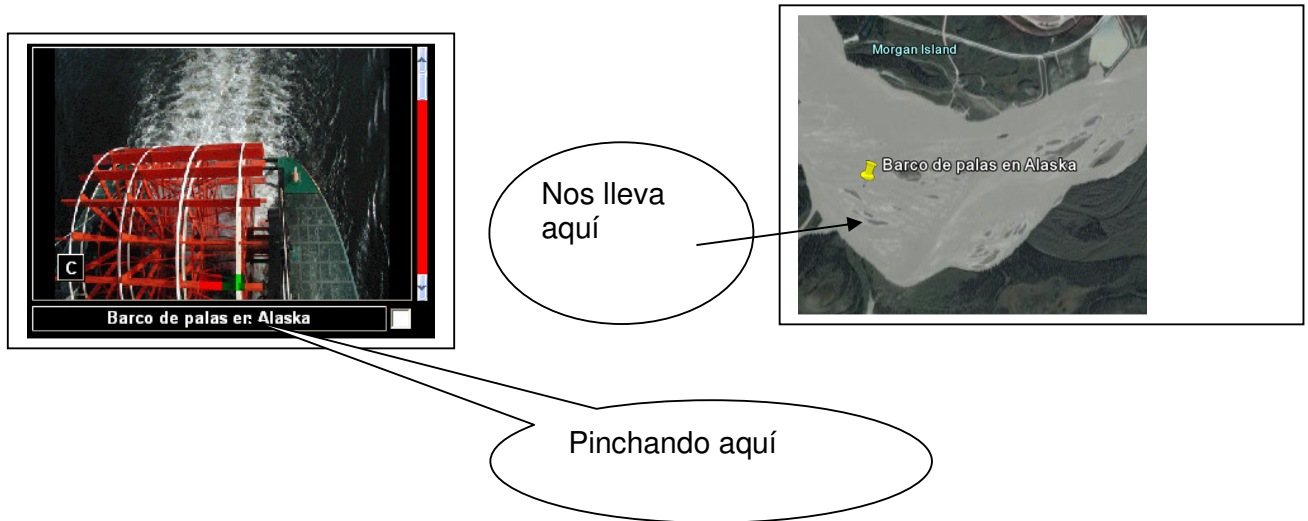 Morgan Island
Barco de palas en Alaska
Nos lleva
aquí
C
Barco de palas en Alaska
Pinchando aquí